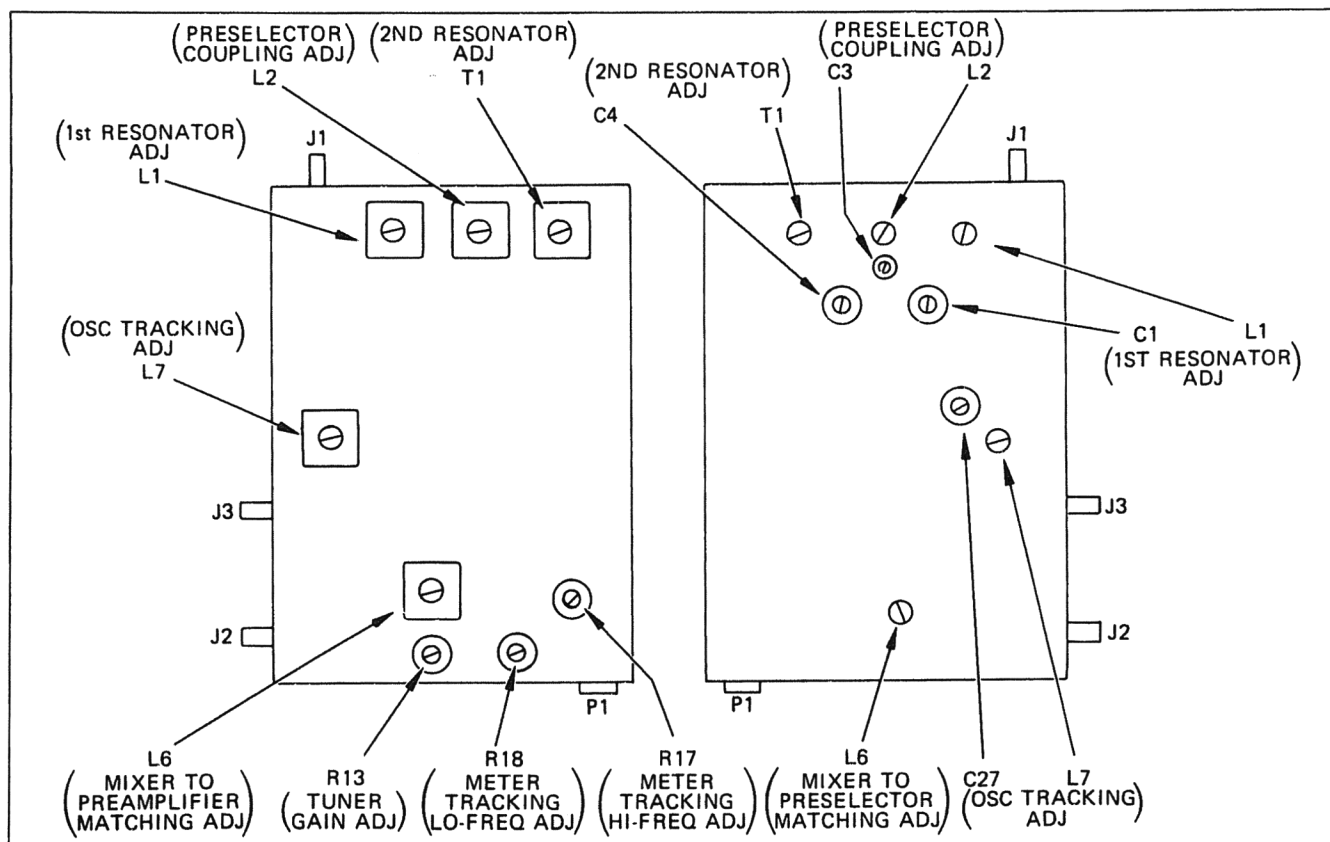 (PRESELECTOR COUPLING ADJ)
L2
(2ND RESONATOR ADJ)
T1
(1st RESONATOR ADJ)
L1
J1
(OSC TRACKING ADJ)
L7
J3
J2
P1
L6
(MIXER TO PREAMPLIFIER MATCHING ADJ)
R13
(TUNER GAIN ADJ)
R18
(METER TRACKING LO-FREQ ADJ)
R17
(METER TRACKING HI-FREQ ADJ)
(2ND RESONATOR ADJ)
C4
T1
(PRESELECTOR COUPLING ADJ)
C3
L2
J1
C1
L1
(1ST RESONATOR ADJ)
J3
J2
P1
L6
(MIXER TO PRESELECTOR MATCHING ADJ)
C27
L7
(OSC TRACKING ADJ)